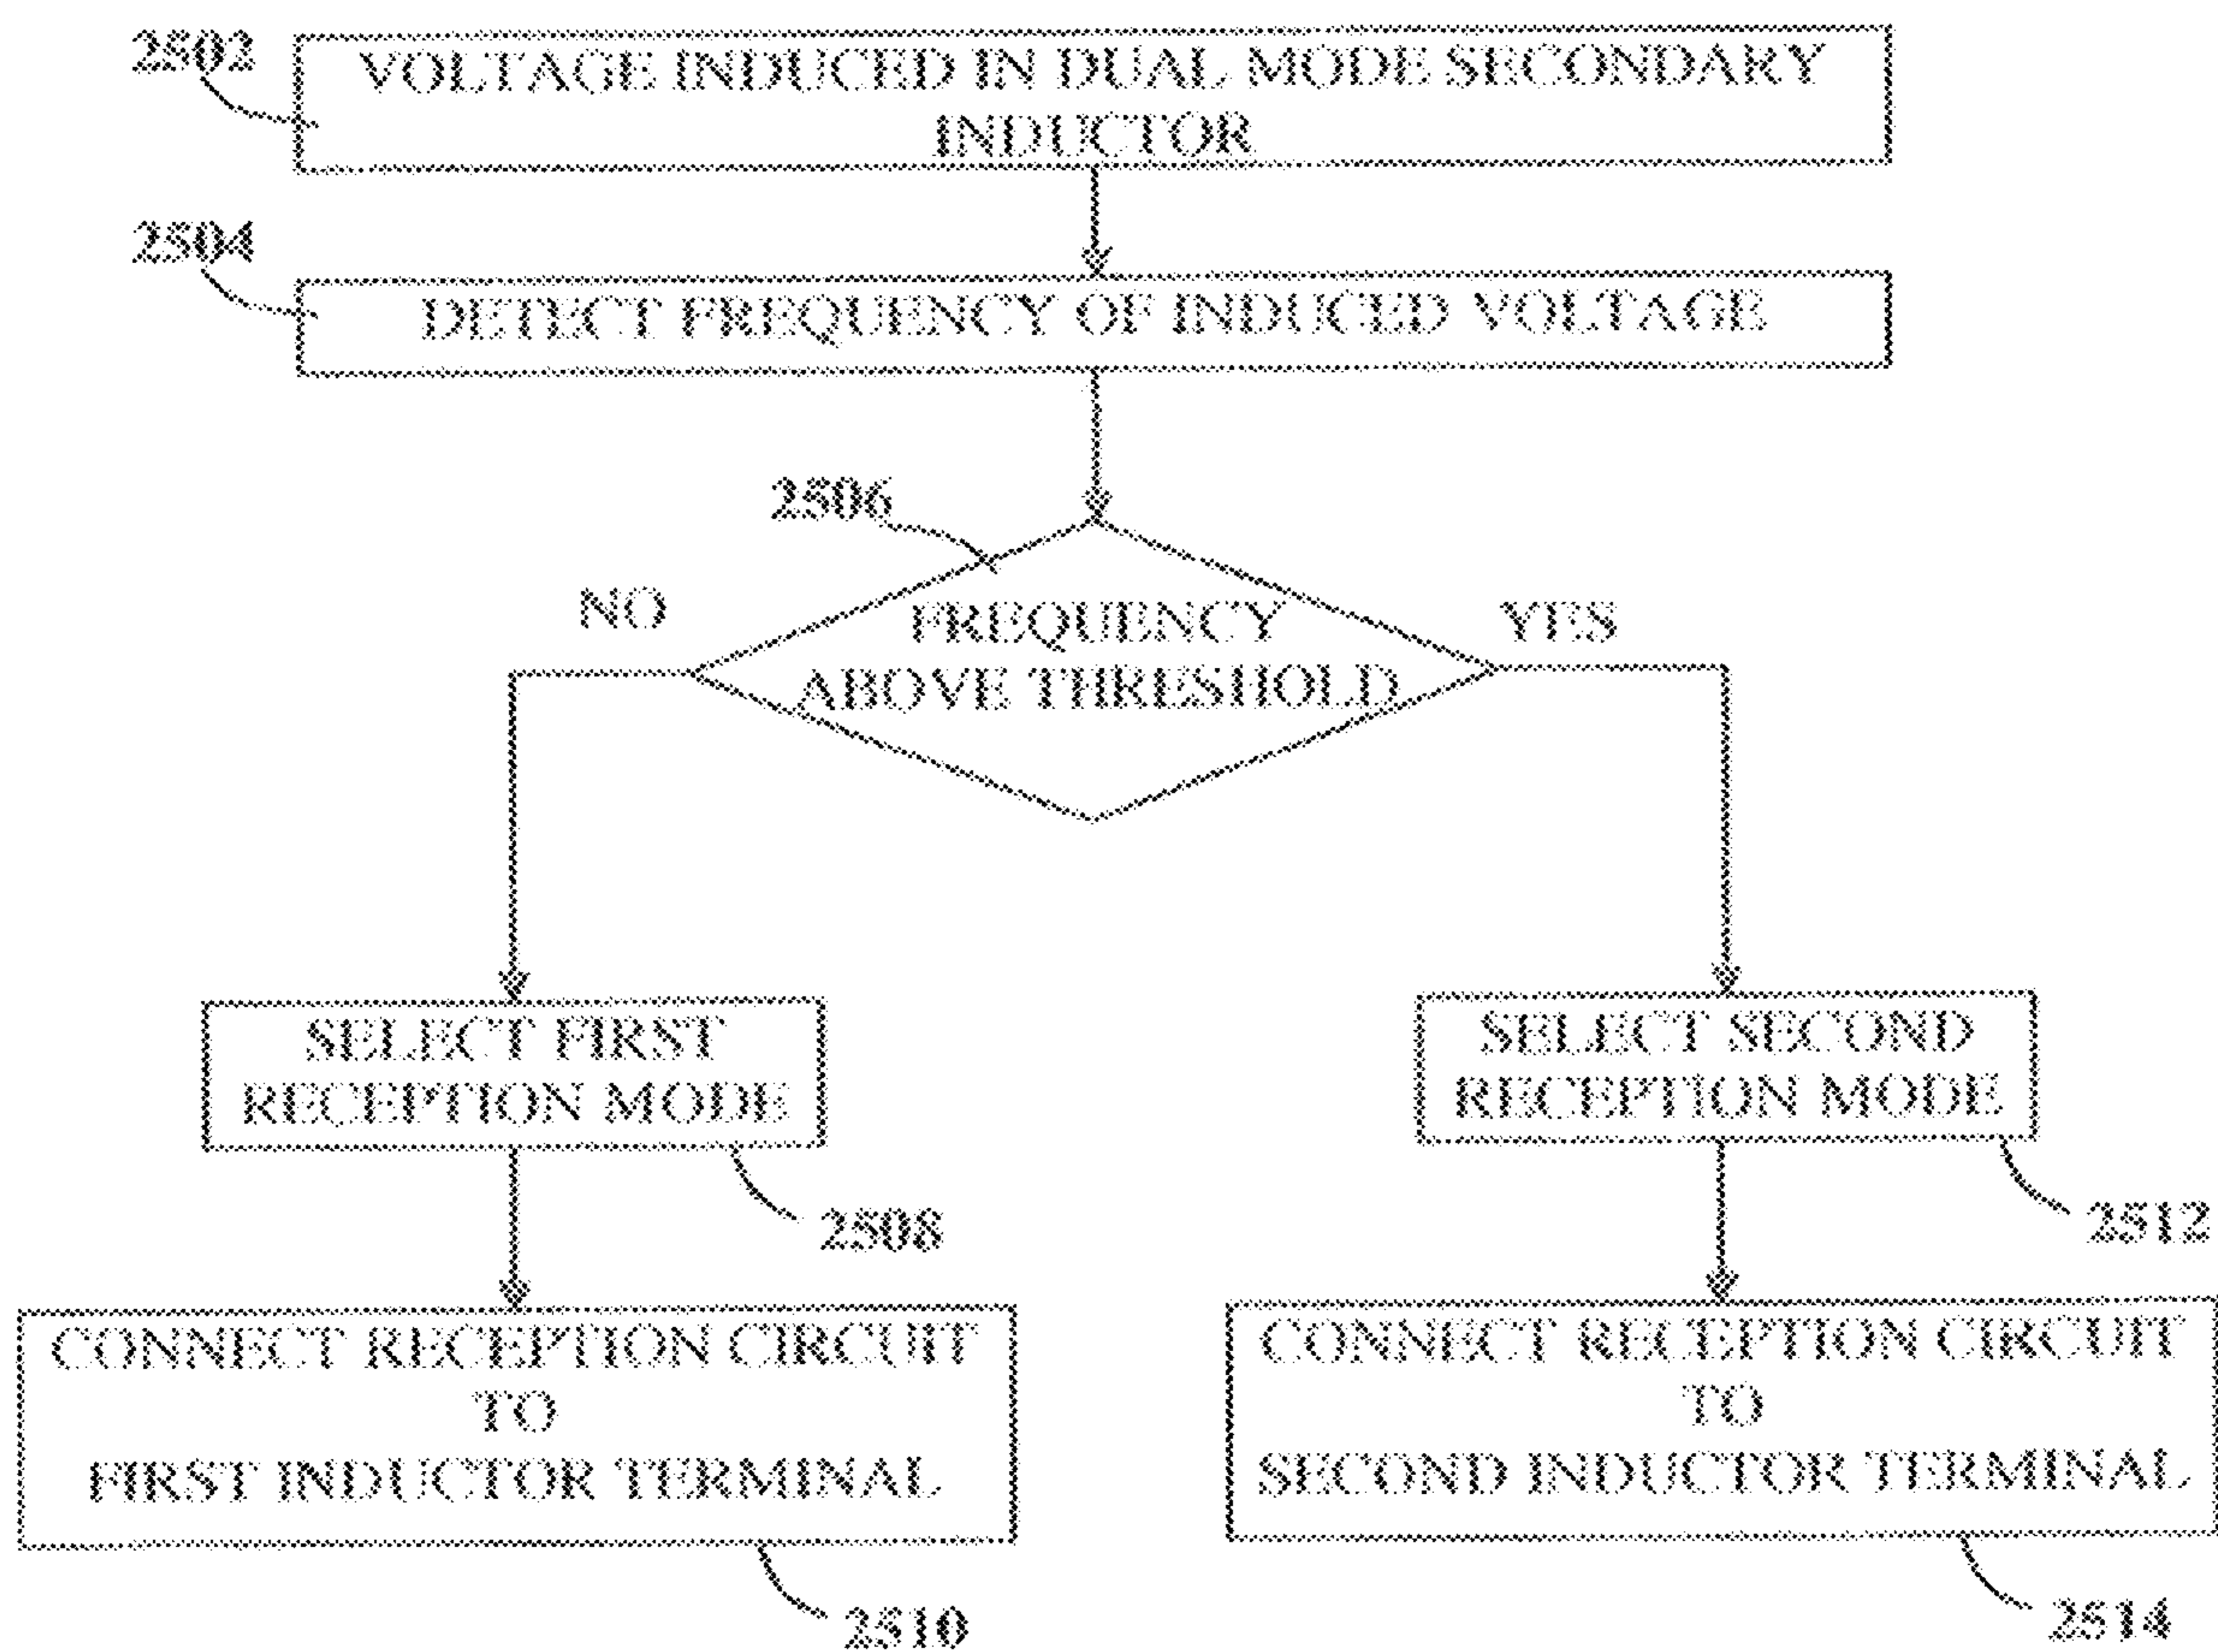 2502
VOLTAGE INDUCED IN DUAL MODE SECONDARY
INDUCTOR
2504
DETECT FREQUENCY OF INDUCED VOLTAGE
2506
NO
FREQUENCY
ABOVE THRESHOLD
YES
SELECT FIRST
RECEPTION MODE
2508
SELECT SECOND
RECEPTION MODE
2512
CONNECT RECEPTION CIRCUIT
TO
FIRST INDUCTOR TERMINAL
2510
CONNECT RECEPTION CIRCUIT
TO
SECOND INDUCTOR TERMINAL
2514